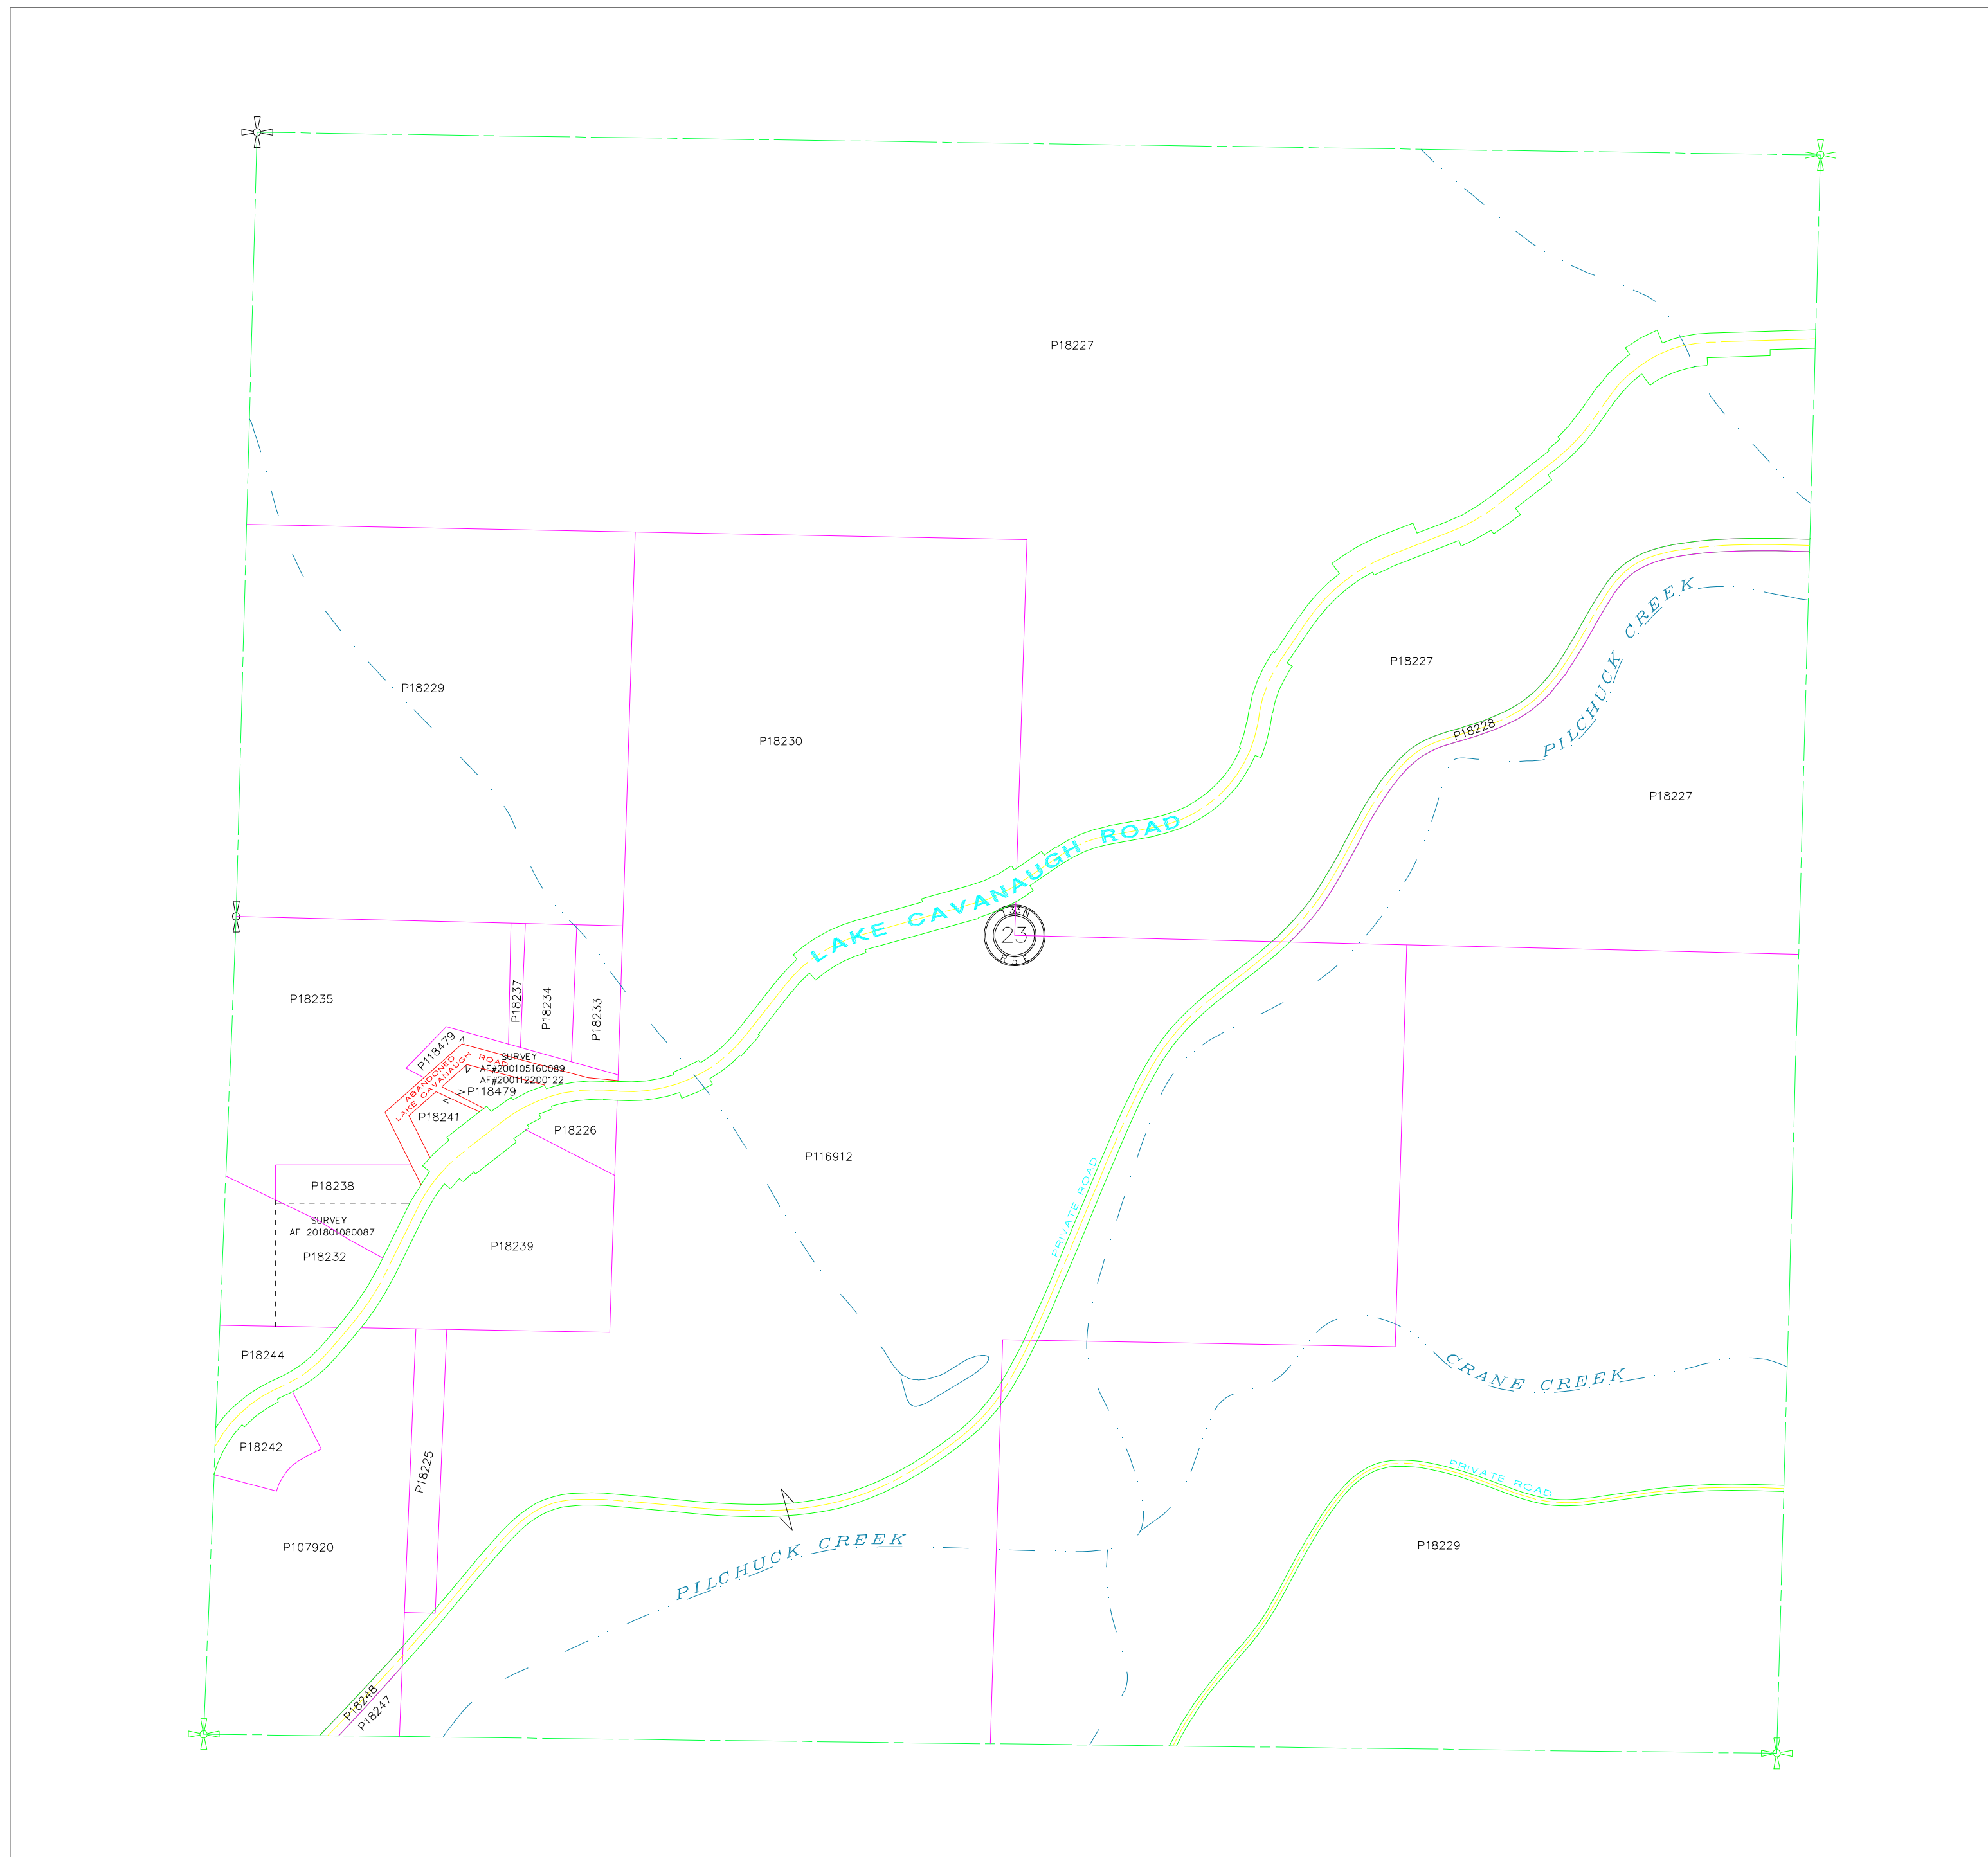 P18227
P18227
P18229
P18228
PILCHUCK CREEK
P18230
P18227
LAKE CAVANAUGH ROAD
T 33 N
23
R 5 E
P18235
P18237
P18234
P18233
P118479
ABANDONED
LAKE CAVANAUGH ROAD
SURVEY
AF#200105160089
AF#200112200122
P118479
P18241
P18226
P116912
PRIVATE ROAD
P18238
SURVEY
AF 201801080087
P18232
P18239
P18244
CRANE CREEK
P18242
P18225
PRIVATE ROAD
P107920
PILCHUCK CREEK
P18229
P18248
P18247